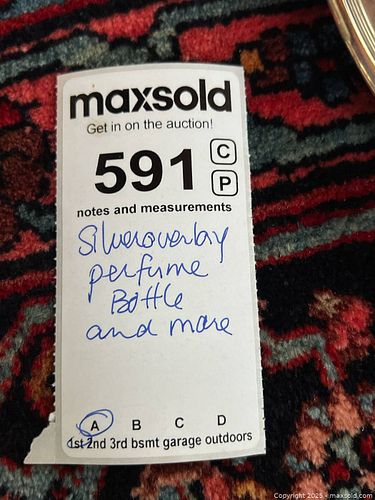 maxsold
Get in on the auction!
591 C
P
notes and measurements
Silveroverlay
perfume
Bottle
and more
A B C D
1st 2nd 3rd bsmt garage outdoors
Copyright 2025 - maxsold.com